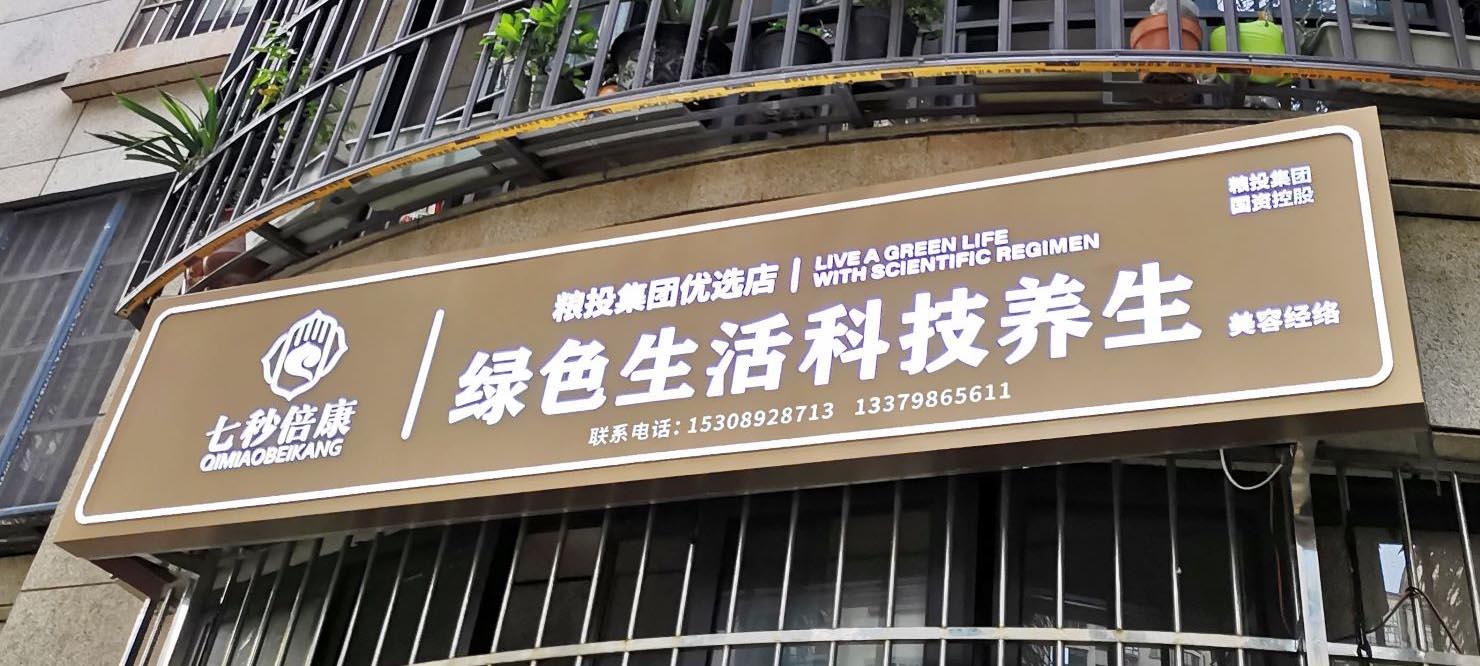 七秒倍康
QIMIAOBEIKANG
粮投集团优选店
LIVE A GREEN LIFE
WITH SCIENTIFIC REGIMEN
绿色生活科技养生
联系电话：15308928713 13379865611
粮投集团
国资控股
美容经络